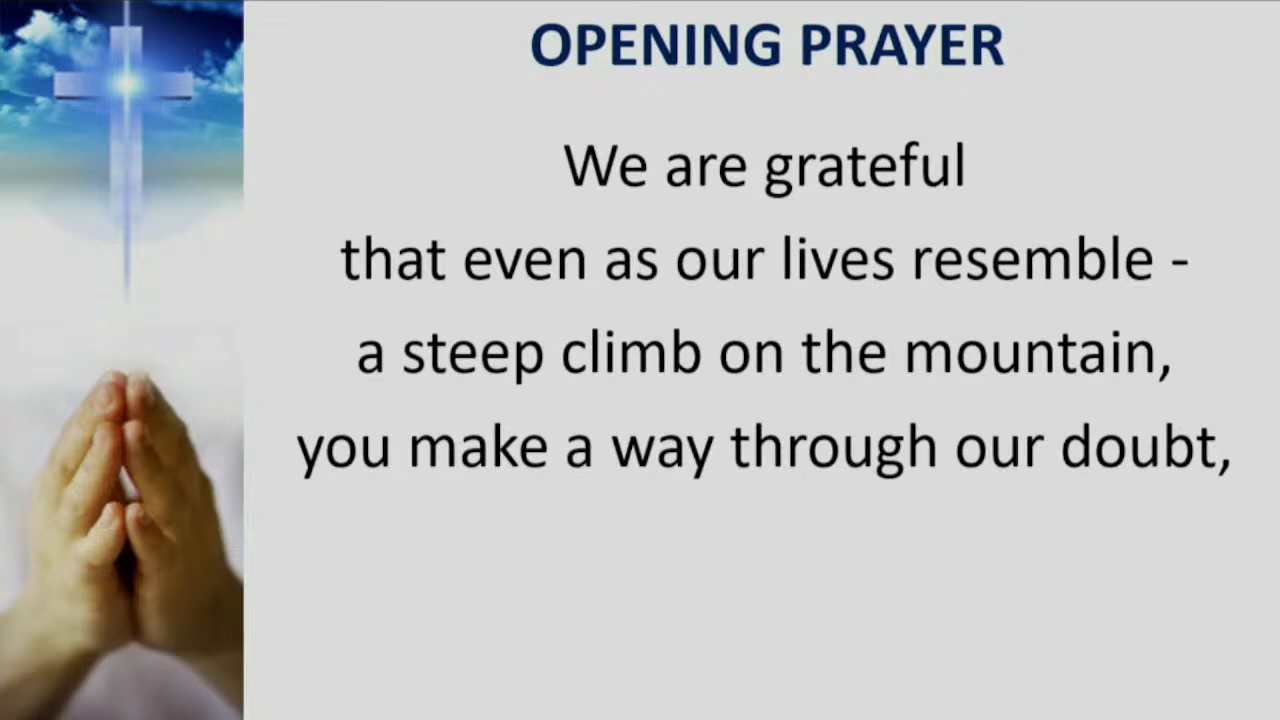 OPENING PRAYER
We are grateful
that even as our lives resemble -
a steep climb on the mountain,
you make a way through our doubt,